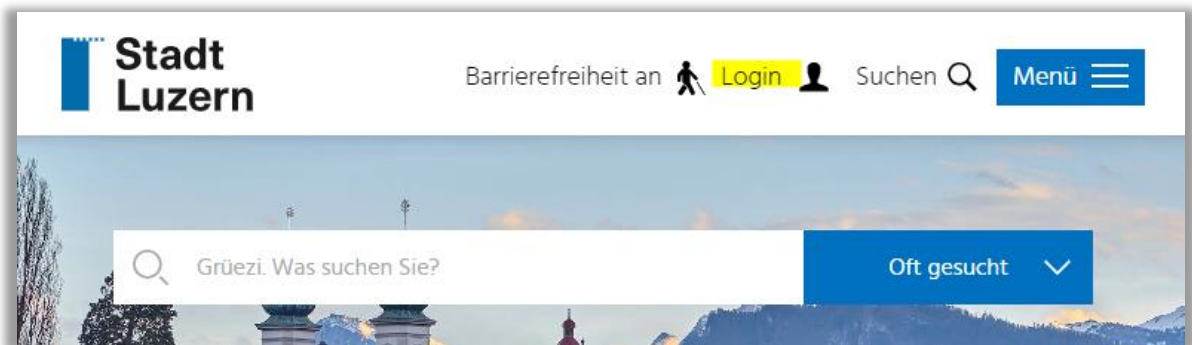 Stadt
Luzern
Barrierefreiheit an Login Suchen Menü
Grüezi. Was suchen Sie? Oft gesucht